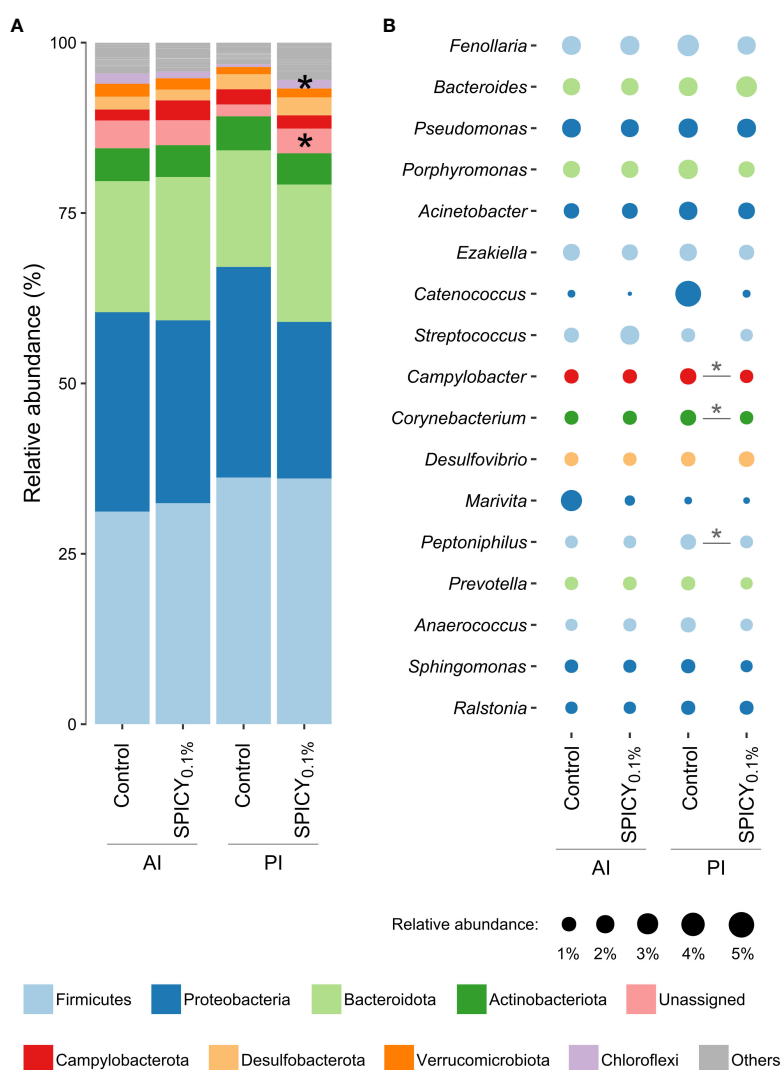 A
B
Relative abundance (%)
100
75
50
25
0
*
*
Control
SPICY0.1%
Control
SPICY0.1%
AI
PI
Fenollaria
Bacteroides
Pseudomonas
Porphyromonas
Acinetobacter
Ezakiella
Catenococcus
Streptococcus
Campylobacter
*
Corynebacterium
*
Desulfovibrio
Marivita
Peptoniphilus
*
Prevotella
Anaerococcus
Sphingomonas
Ralstonia
Control
SPICY0.1%
Control
SPICY0.1%
AI
PI
Relative abundance:
1% 2% 3% 4% 5%
Firmicutes Proteobacteria Bacteroidota Actinobacteriota Unassigned
Campylobacterota Desulfobacterota Verrucomicrobiota Chloroflexi Others